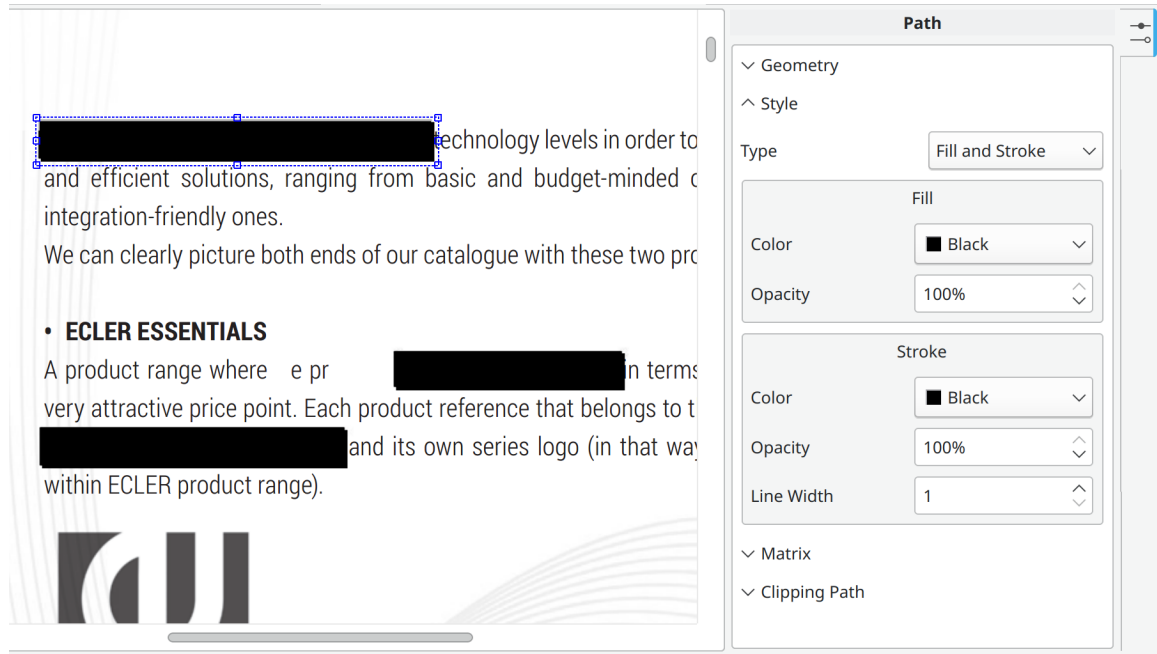 technology levels in order to
and efficient solutions, ranging from basic and budget-minded
integration-friendly ones.
We can clearly picture both ends of our catalogue with these two
• ECLER ESSENTIALS
A product range where e pr in terms
very attractive price point. Each product reference that belongs to t
and its own series logo (in that way
within ECLER product range).
Path
Geometry
Style
Type Fill and Stroke
Fill
Color Black
Opacity 100%
Stroke
Color Black
Opacity 100%
Line Width 1
Matrix
Clipping Path